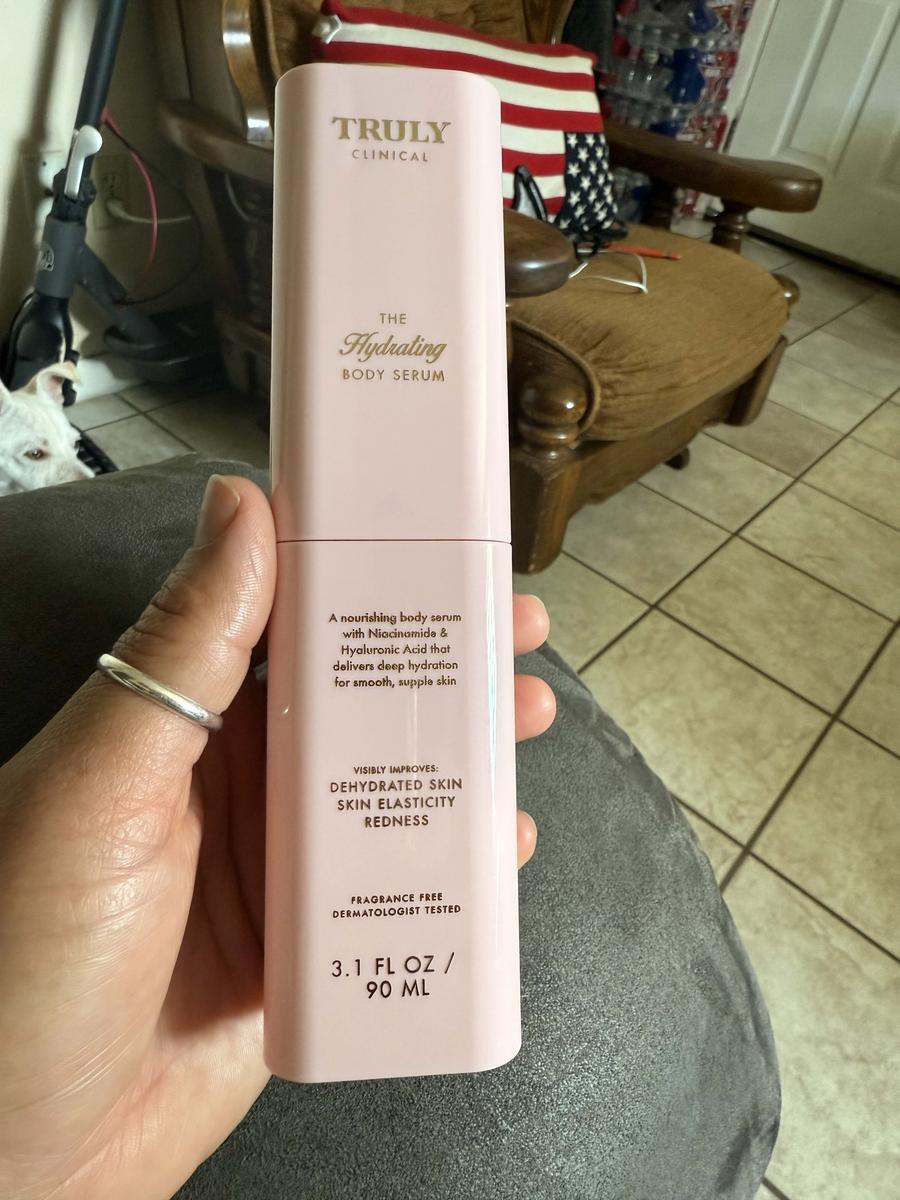 TRULY
CLINICAL
THE
Hydrating
BODY SERUM
A nourishing body serum
with Niacinamide &
Hyaluronic Acid that
delivers deep hydration
for smooth, supple skin
VISIBLY IMPROVES:
DEHYDRATED SKIN
SKIN ELASTICITY
REDNESS
FRAGRANCE FREE
DERMATOLOGIST TESTED
3.1 FL OZ /
90 ML